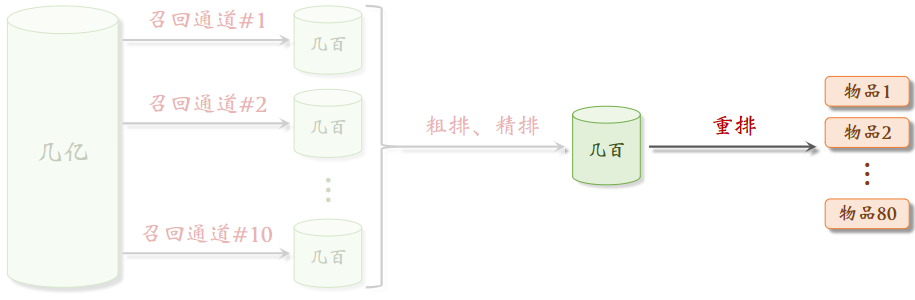 几亿
召回通道#1
几百
召回通道#2
几百
⋮
召回通道#10
几百
粗排、精排
几百
重排
物品1
物品2
⋮
物品80